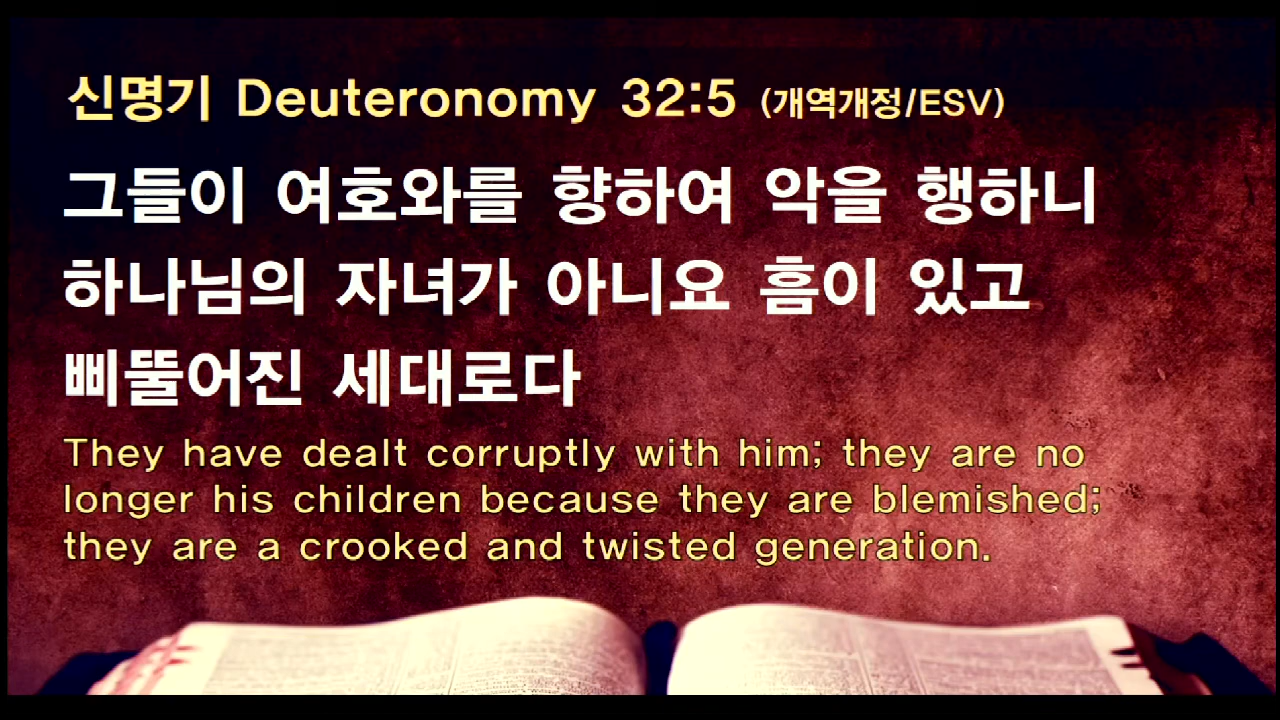 신명기 Deuteronomy 32:5 (개역개정/ESV)
그들이 여호와를 향하여 악을 행하니
하나님의 자녀가 아니요 흠이 있고
삐뚤어진 세대로다
They have dealt corruptly with him; they are no
longer his children because they are blemished;
they are a crooked and twisted generation.